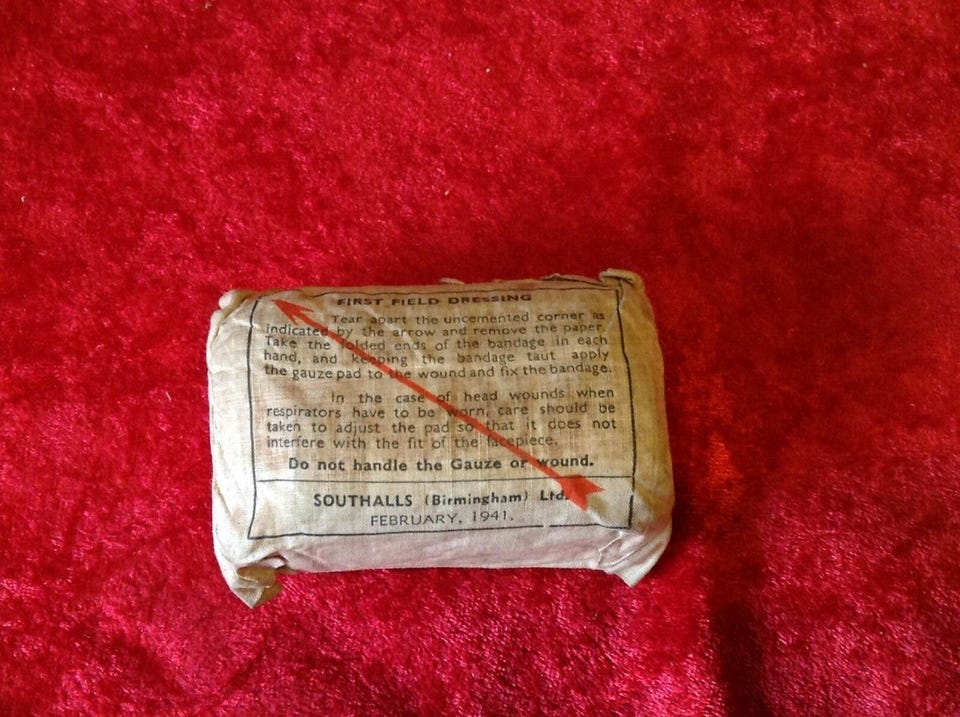 FIRST FIELD DRESSING
Tear apart the uncemented corner as
indicated by the arrow and remove the paper.
Take the folded ends of the bandage in each
hand, and keeping the bandage taut apply
the gauze pad to the wound and fix the bandage.
In the case of head wounds when
respirators have to be worn, care should be
taken to adjust the pad so that it does not
interfere with the fit of the facepiece.
Do not handle the Gauze or wound.
SOUTHALLS (Birmingham) Ltd.
FEBRUARY, 1941.